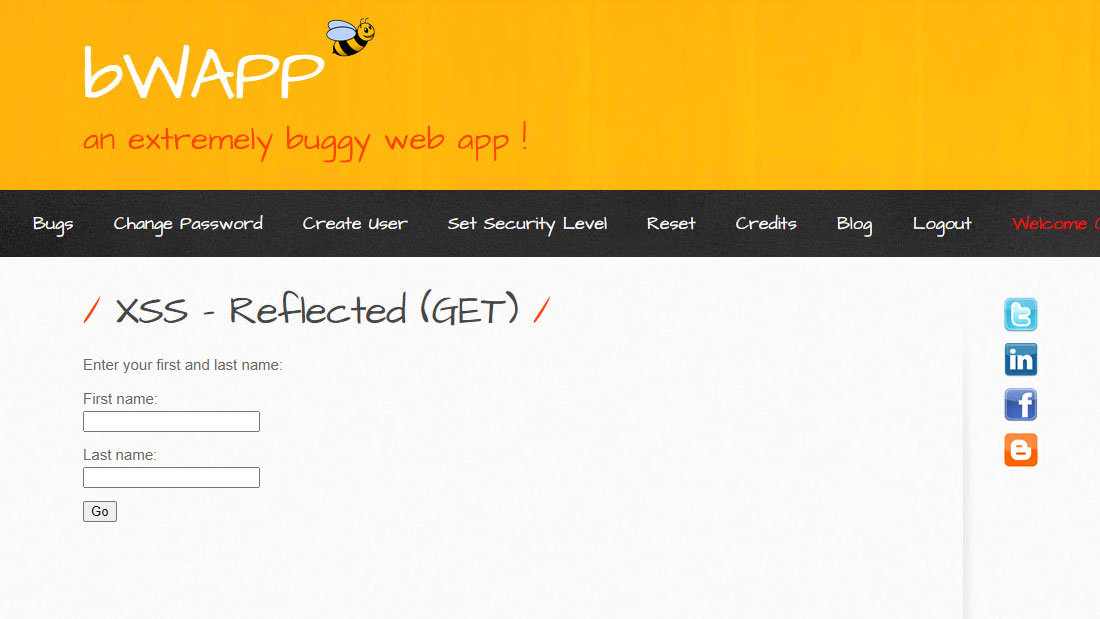 bWAPP
an extremely buggy web app !
Bugs Change Password Create User Set Security Level Reset Credits Blog Logout Welcome
/ XSS - Reflected (GET) /
Enter your first and last name:
First name:
Last name:
Go